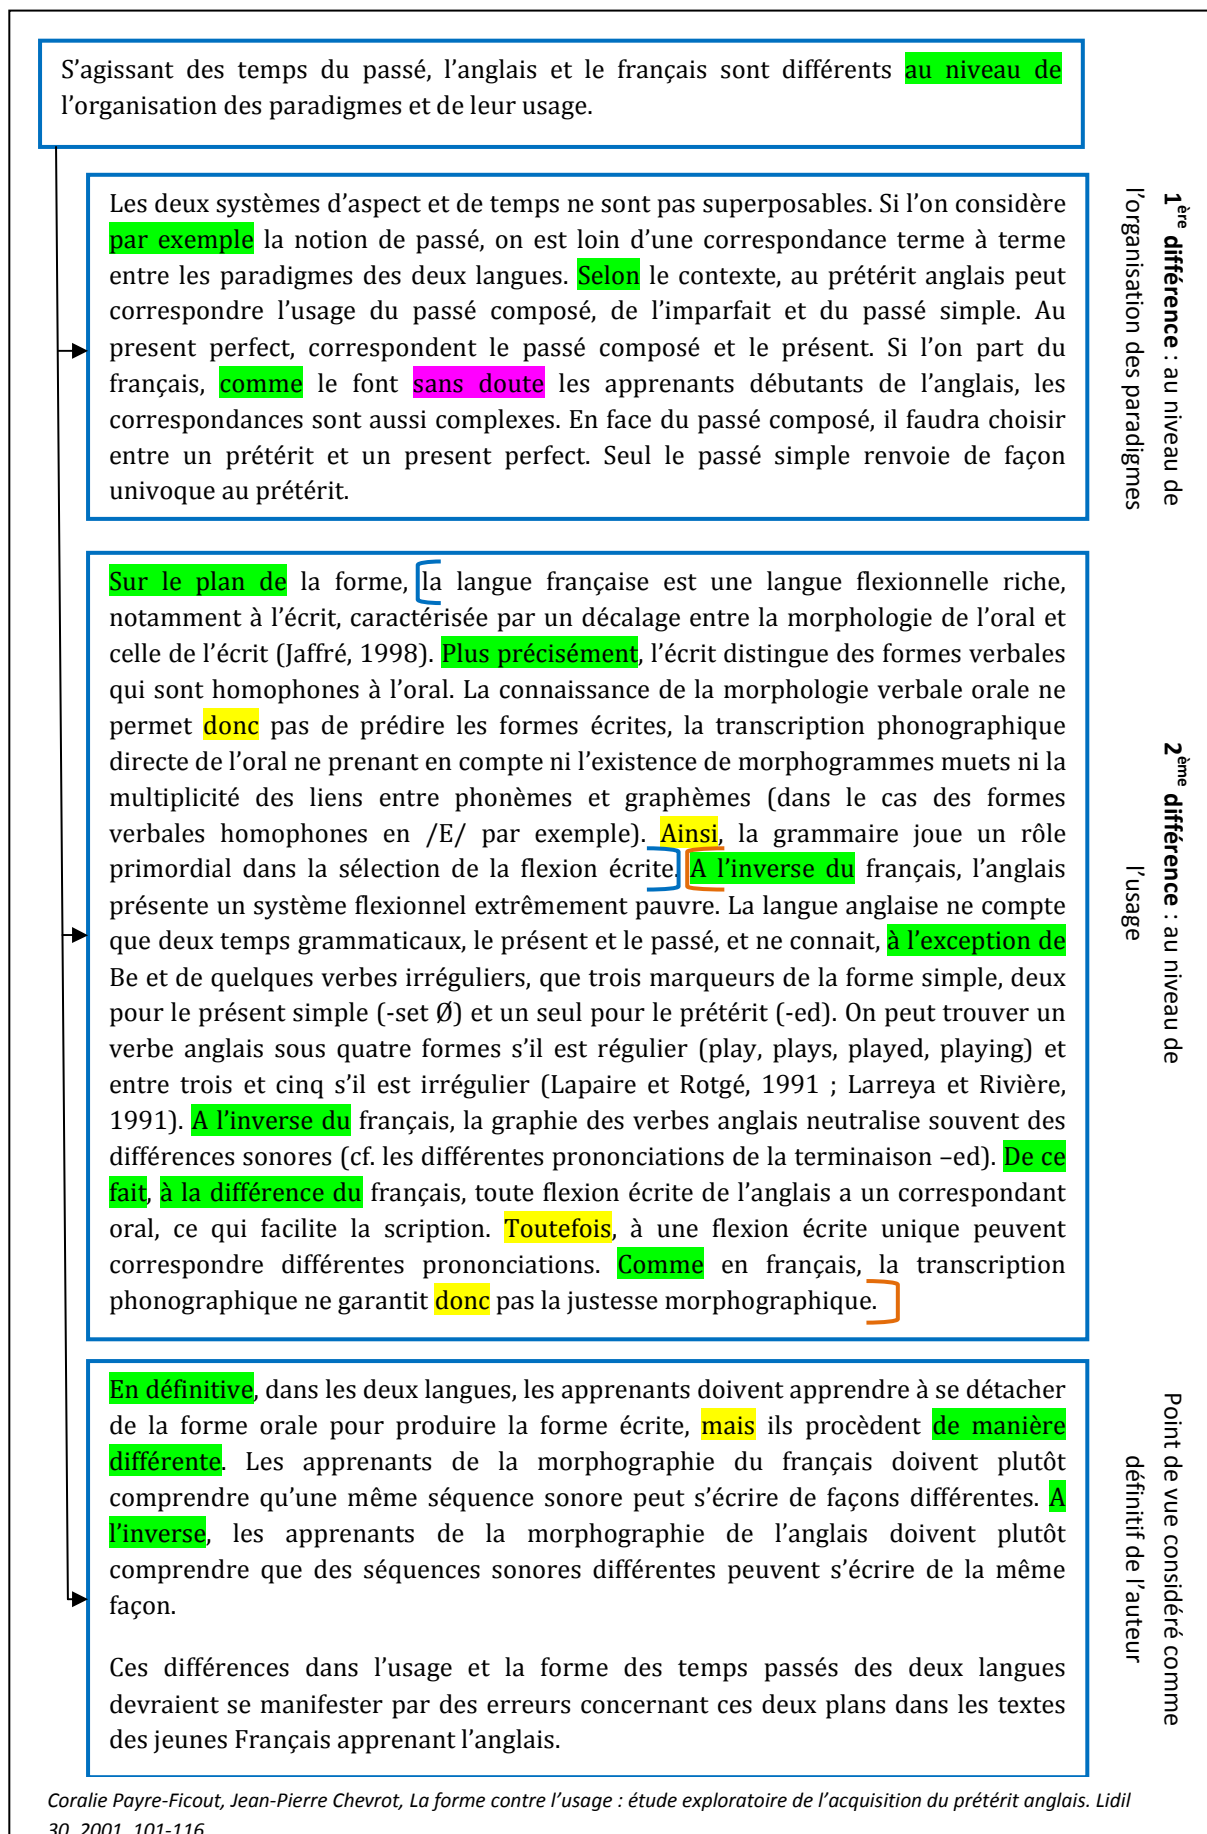 S’agissant des temps du passé, l’anglais et le français sont différents au niveau de
l’organisation des paradigmes et de leur usage.
Les deux systèmes d’aspect et de temps ne sont pas superposables. Si l’on considère
par exemple la notion de passé, on est loin d’une correspondance terme à terme
entre les paradigmes des deux langues. Selon le contexte, au prétérit anglais peut
correspondre l’usage du passé composé, de l’imparfait et du passé simple. Au
present perfect, correspondent le passé composé et le présent. Si l’on part du
français, comme le font sans doute les apprenants débutants de l’anglais, les
correspondances sont aussi complexes. En face du passé composé, il faudra choisir
entre un prétérit et un present perfect. Seul le passé simple renvoie de façon
univoque au prétérit.
1ère différence : au niveau de
l’organisation des paradigmes
Sur le plan de la forme, la langue française est une langue flexionnelle riche,
notamment à l’écrit, caractérisée par un décalage entre la morphologie de l’oral et
celle de l’écrit (Jaffré, 1998). Plus précisément, l’écrit distingue des formes verbales
qui sont homophones à l’oral. La connaissance de la morphologie verbale orale ne
permet donc pas de prédire les formes écrites, la transcription phonographique
directe de l’oral ne prenant en compte ni l’existence de morphogrammes muets ni la
multiplicité des liens entre phonèmes et graphèmes (dans le cas des formes
verbales homophones en /E/ par exemple). Ainsi, la grammaire joue un rôle
primordial dans la sélection de la flexion écrite. A l’inverse du français, l’anglais
présente un système flexionnel extrêmement pauvre. La langue anglaise ne compte
que deux temps grammaticaux, le présent et le passé, et ne connait, à l’exception de
Be et de quelques verbes irréguliers, que trois marqueurs de la forme simple, deux
pour le présent simple (-set Ø) et un seul pour le prétérit (-ed). On peut trouver un
verbe anglais sous quatre formes s’il est régulier (play, plays, played, playing) et
entre trois et cinq s’il est irrégulier (Lapaire et Rotgé, 1991 ; Larreya et Rivière,
1991). A l’inverse du français, la graphie des verbes anglais neutralise souvent des
différences sonores (cf. les différentes prononciations de la terminaison –ed). De ce
fait, à la différence du français, toute flexion écrite de l’anglais a un correspondant
oral, ce qui facilite la scription. Toutefois, à une flexion écrite unique peuvent
correspondre différentes prononciations. Comme en français, la transcription
phonographique ne garantit donc pas la justesse morphographique.
2ème différence : au niveau de
l’usage
En définitive, dans les deux langues, les apprenants doivent apprendre à se détacher
de la forme orale pour produire la forme écrite, mais ils procèdent de manière
différente. Les apprenants de la morphographie du français doivent plutôt
comprendre qu’une même séquence sonore peut s’écrire de façons différentes. A
l’inverse, les apprenants de la morphographie de l’anglais doivent plutôt
comprendre que des séquences sonores différentes peuvent s’écrire de la même
façon.
Ces différences dans l’usage et la forme des temps passés des deux langues
devraient se manifester par des erreurs concernant ces deux plans dans les textes
des jeunes Français apprenant l’anglais.
Point de vue considéré comme
définitif de l’auteur
Coralie Payre-Ficout, Jean-Pierre Chevrot, La forme contre l’usage : étude exploratoire de l’acquisition du prétérit anglais. Lidil
30, 2001, 101-116